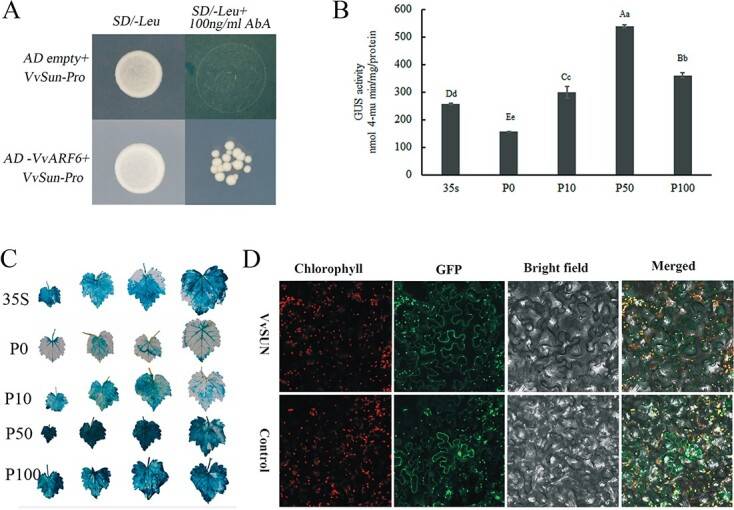 A
SD/-Leu
SD/-Leu+
100ng/ml AbA
AD empty+
VvSun-Pro
AD -VvARF6+
VvSun-Pro
B
GUS activity
nmol 4-mu min/mg/protein
600
500
400
300
200
100
0
Dd
Ee
Cc
Aa
Bb
35s
P0
P10
P50
P100
C
35S
P0
P10
P50
P100
D
Chlorophyll
GFP
Bright field
Merged
VvSUN
Control